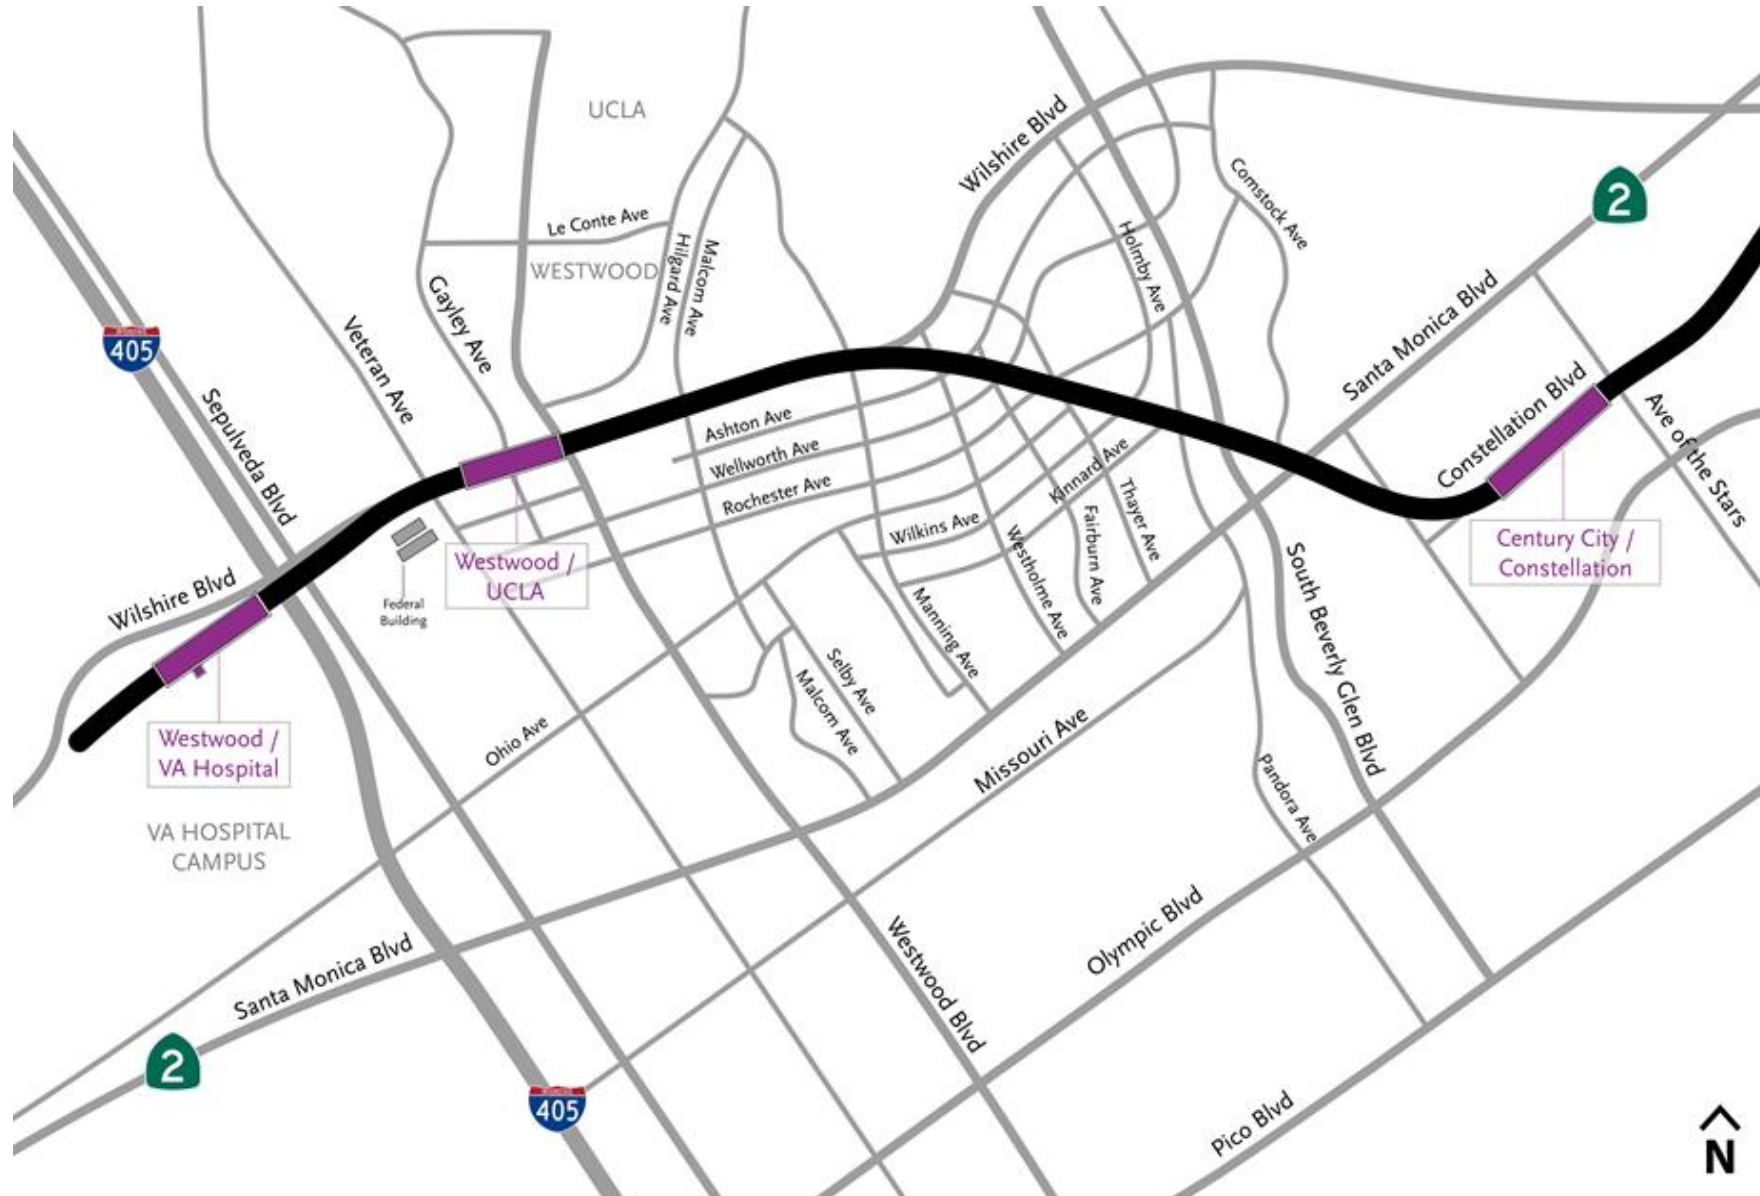 UCLA
Wilshire Blvd
Comstock Ave
2
Le Conte Ave
WESTWOOD
Hilgard Ave
Malcom Ave
Holmby Ave
Gayley Ave
Veteran Ave
405
Santa Monica Blvd
Sepulveda Blvd
Constellation Blvd
Ave of the Stars
Ashton Ave
Wellworth Ave
Rochester Ave
Kinnard Ave
Thayer Ave
Wilkins Ave
Fairburn Ave
Westholme Ave
Century City /
Constellation
Westwood /
UCLA
Wilshire Blvd
Federal
Building
Manning Ave
South Beverly Glen Blvd
Selby Ave
Malcom Ave
Westwood /
VA Hospital
Ohio Ave
Missouri Ave
Pandora Ave
VA HOSPITAL
CAMPUS
Santa Monica Blvd
Westwood Blvd
Olympic Blvd
2
405
Pico Blvd
N